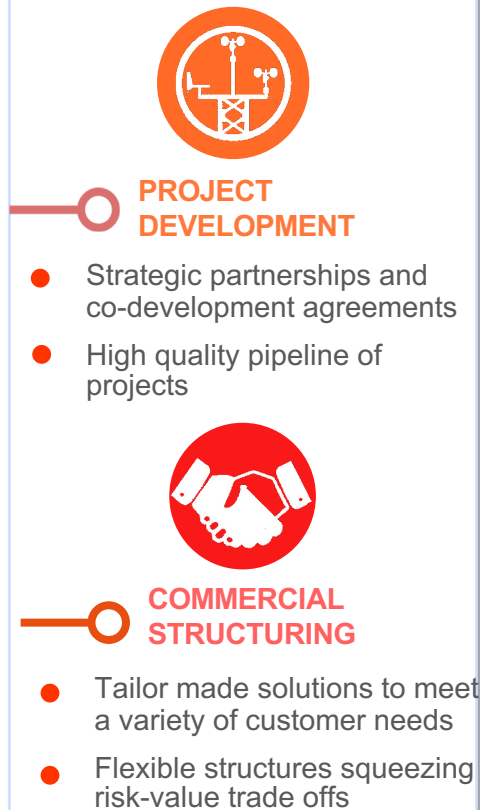 PROJECT
DEVELOPMENT
Strategic partnerships and
co-development agreements
High quality pipeline of
projects
COMMERCIAL
STRUCTURING
Tailor made solutions to meet
a variety of customer needs
Flexible structures squeezing
risk-value trade offs